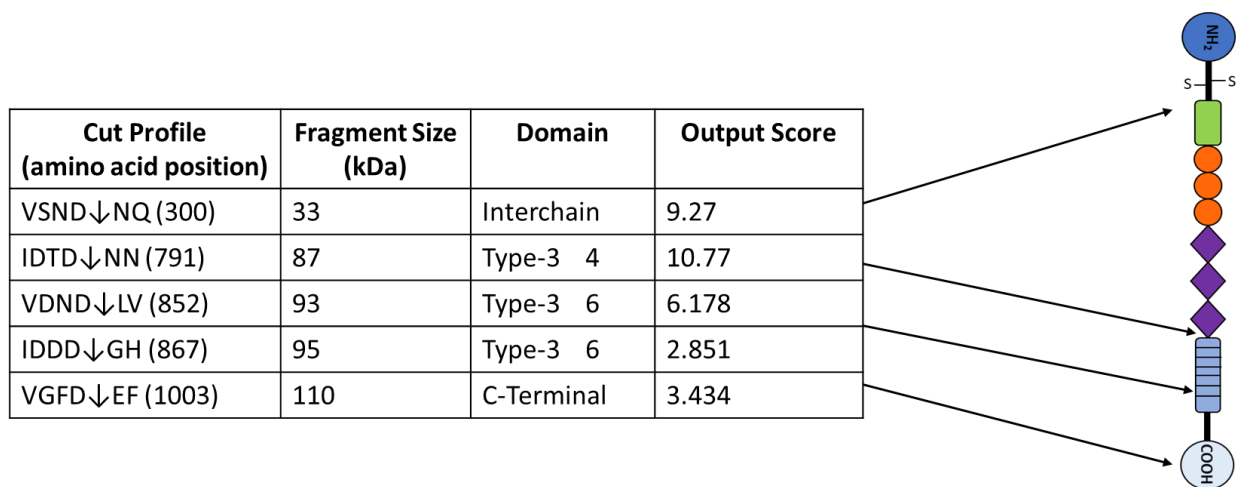 Cut Profile (amino acid position) Fragment Size (kDa) Domain Output Score
VSND↓NQ (300) 33 Interchain 9.27
IDTD↓NN (791) 87 Type-3 4 10.77
VDND↓LV (852) 93 Type-3 6 6.178
IDDD↓GH (867) 95 Type-3 6 2.851
VGFD↓EF (1003) 110 C-Terminal 3.434
NH₂
S S
COOH